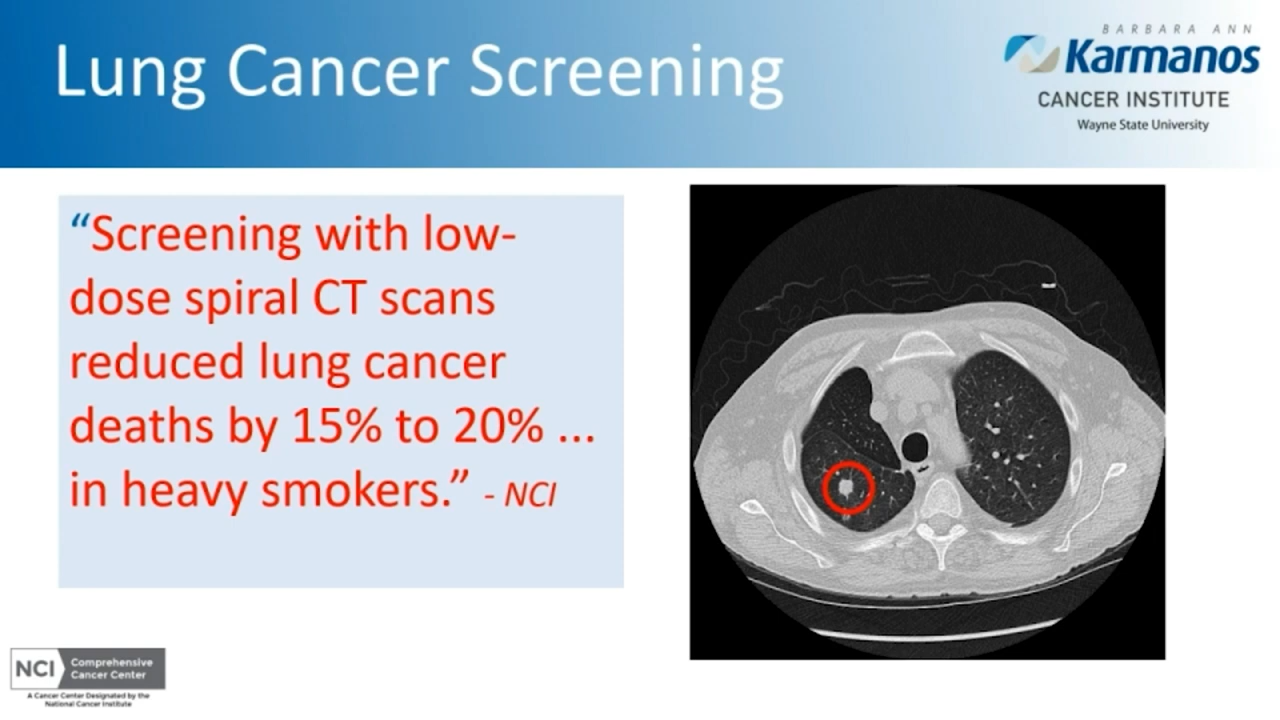 Lung Cancer Screening
BARBARA ANN
Karmanos
CANCER INSTITUTE
Wayne State University
“Screening with low-
dose spiral CT scans
reduced lung cancer
deaths by 15% to 20% ...
in heavy smokers.” - NCI
NCI
Comprehensive
Cancer Center
A Cancer Center Designated by the
National Cancer Institute